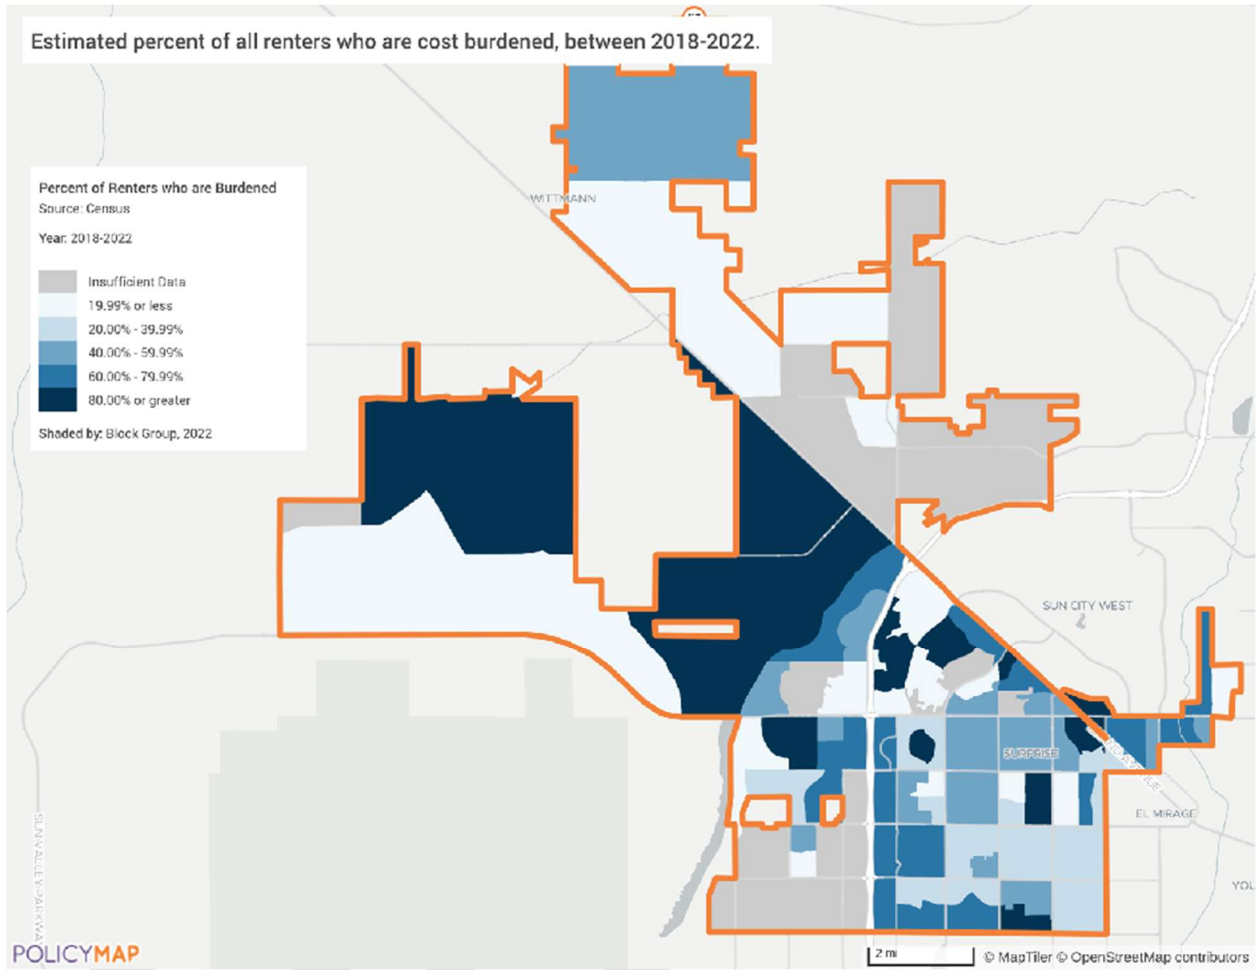 Estimated percent of all renters who are cost burdened, between 2018-2022.
Percent of Renters who are Burdened
Source: Census
Year: 2018-2022
Insufficient Data
19.99% or less
20.00% - 39.99%
40.00% - 59.99%
60.00% - 79.99%
80.00% or greater
Shaded by: Block Group, 2022
WITTMANN
SUN CITY WEST
SURPRISE
EL MIRAGE
YOU
SUN VALLEY PARKWAY
POLICYMAP
2 mi
© MapTiler © OpenStreetMap contributors